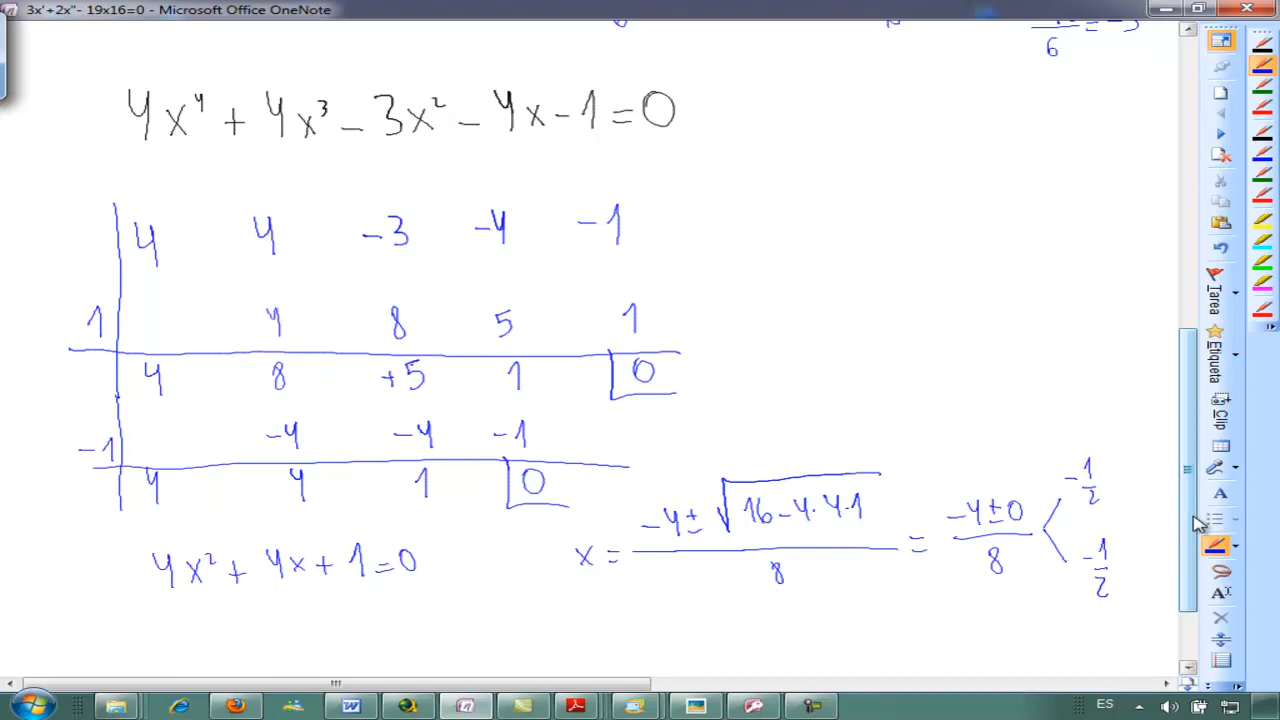 3x'+2x"- 19x16=0 - Microsoft Office OneNote
6
4x⁴ + 4x³ - 3x² - 4x - 1 = 0
4 4 -3 -4 -1
1 4 8 5 1
4 8 +5 1 0
-1 -4 -4 -1
4 4 1 0
4x² + 4x + 1 = 0 x = (-4 ± √(16 - 4·4·1))/8 = (-4 ± 0)/8 -1/2 -1/2
Tarea
Etiqueta
Clip
ES